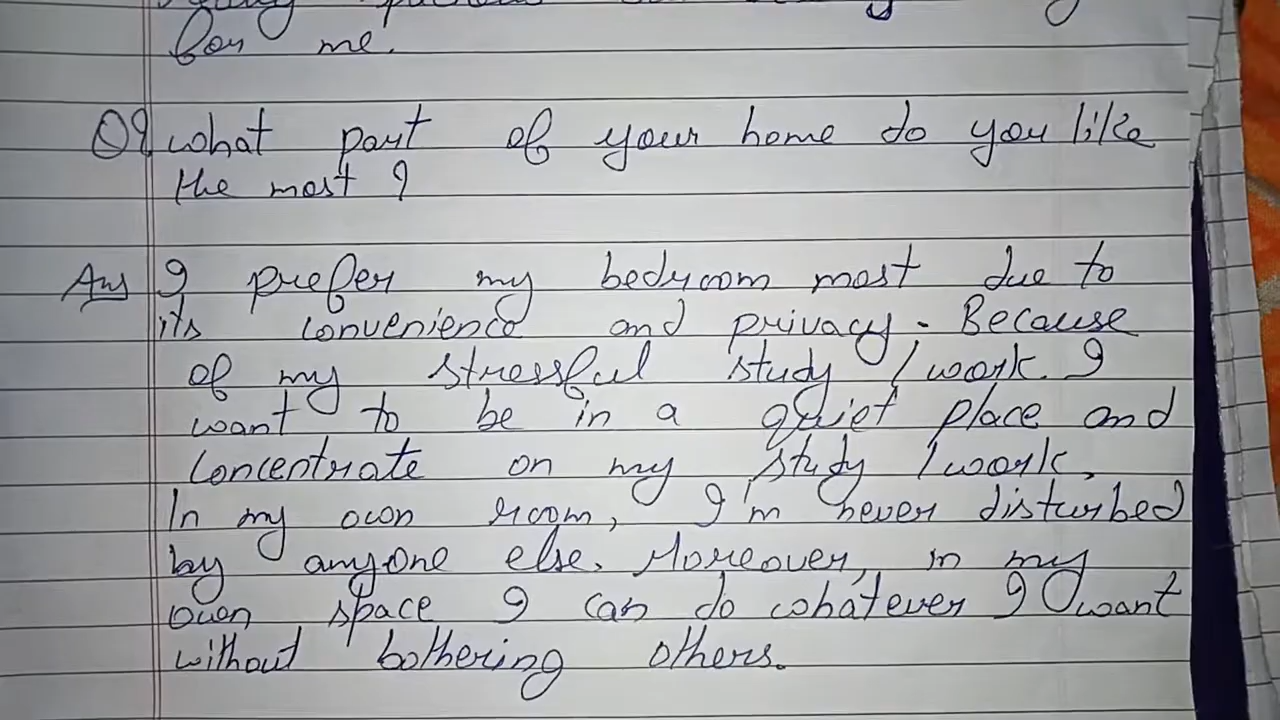 for me.
Q9 what part of your home do you like
the most ?
Ans I prefer my bedroom most due to
its convenience and privacy. Because
of my stressful study / work I
want to be in a quiet place and
concentrate on my study / work.
In my own room, I'm never disturbed
by anyone else. Moreover, in my
own space I can do whatever I want
without bothering others.